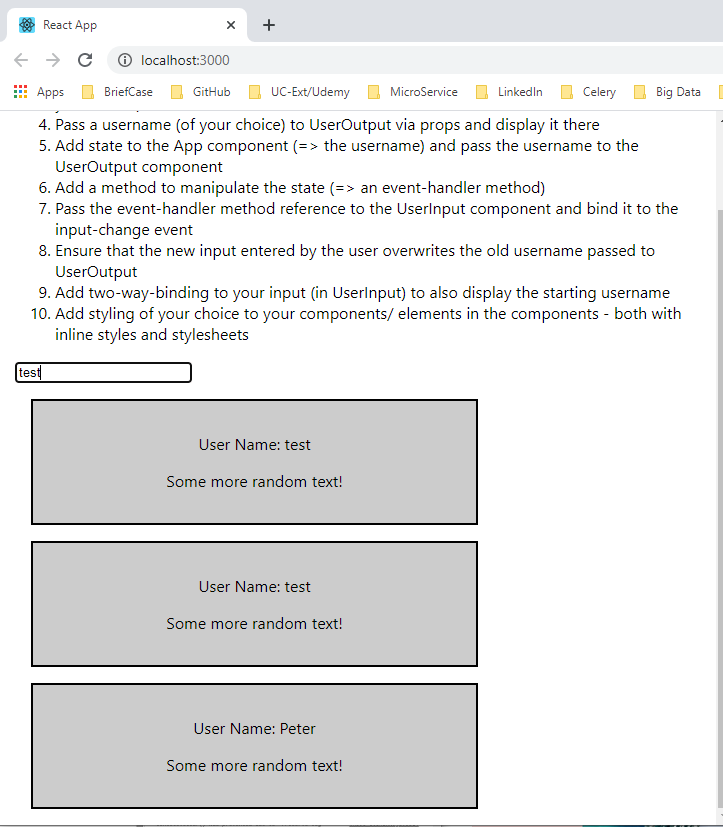 React App
localhost:3000
Apps BriefCase GitHub UC-Ext/Udemy MicroService LinkedIn Celery Big Data
4. Pass a username (of your choice) to UserOutput via props and display it there
5. Add state to the App component (=> the username) and pass the username to the
UserOutput component
6. Add a method to manipulate the state (=> an event-handler method)
7. Pass the event-handler method reference to the UserInput component and bind it to the
input-change event
8. Ensure that the new input entered by the user overwrites the old username passed to
UserOutput
9. Add two-way-binding to your input (in UserInput) to also display the starting username
10. Add styling of your choice to your components/ elements in the components - both with
inline styles and stylesheets
test
User Name: test
Some more random text!
User Name: test
Some more random text!
User Name: Peter
Some more random text!